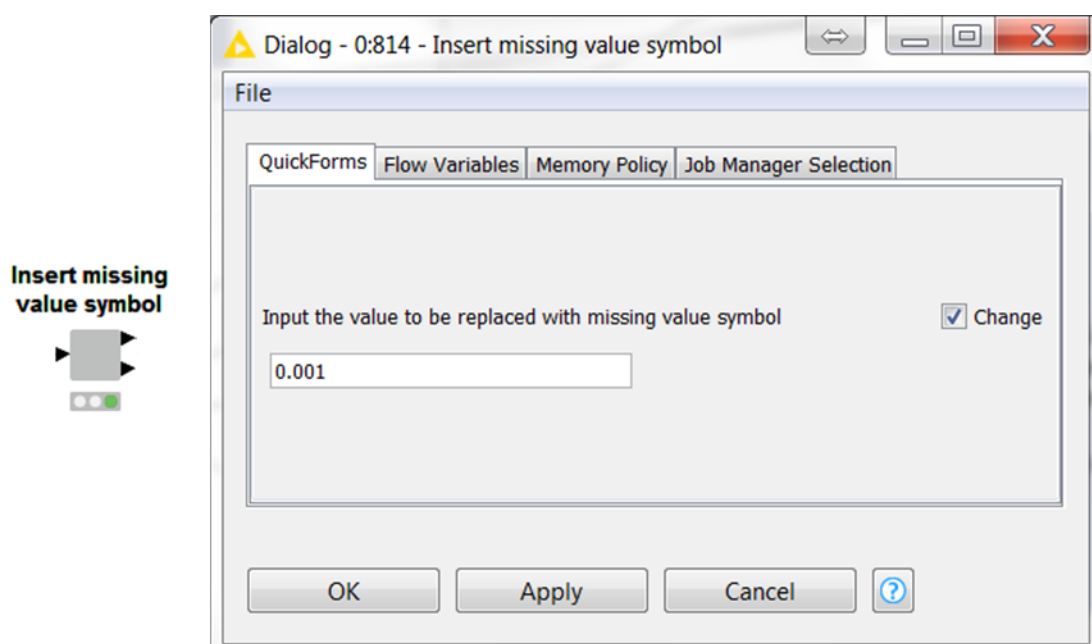 Dialog - 0:814 - Insert missing value symbol
File
QuickForms Flow Variables Memory Policy Job Manager Selection
Insert missing
value symbol
Input the value to be replaced with missing value symbol Change
0.001
OK Apply Cancel ?